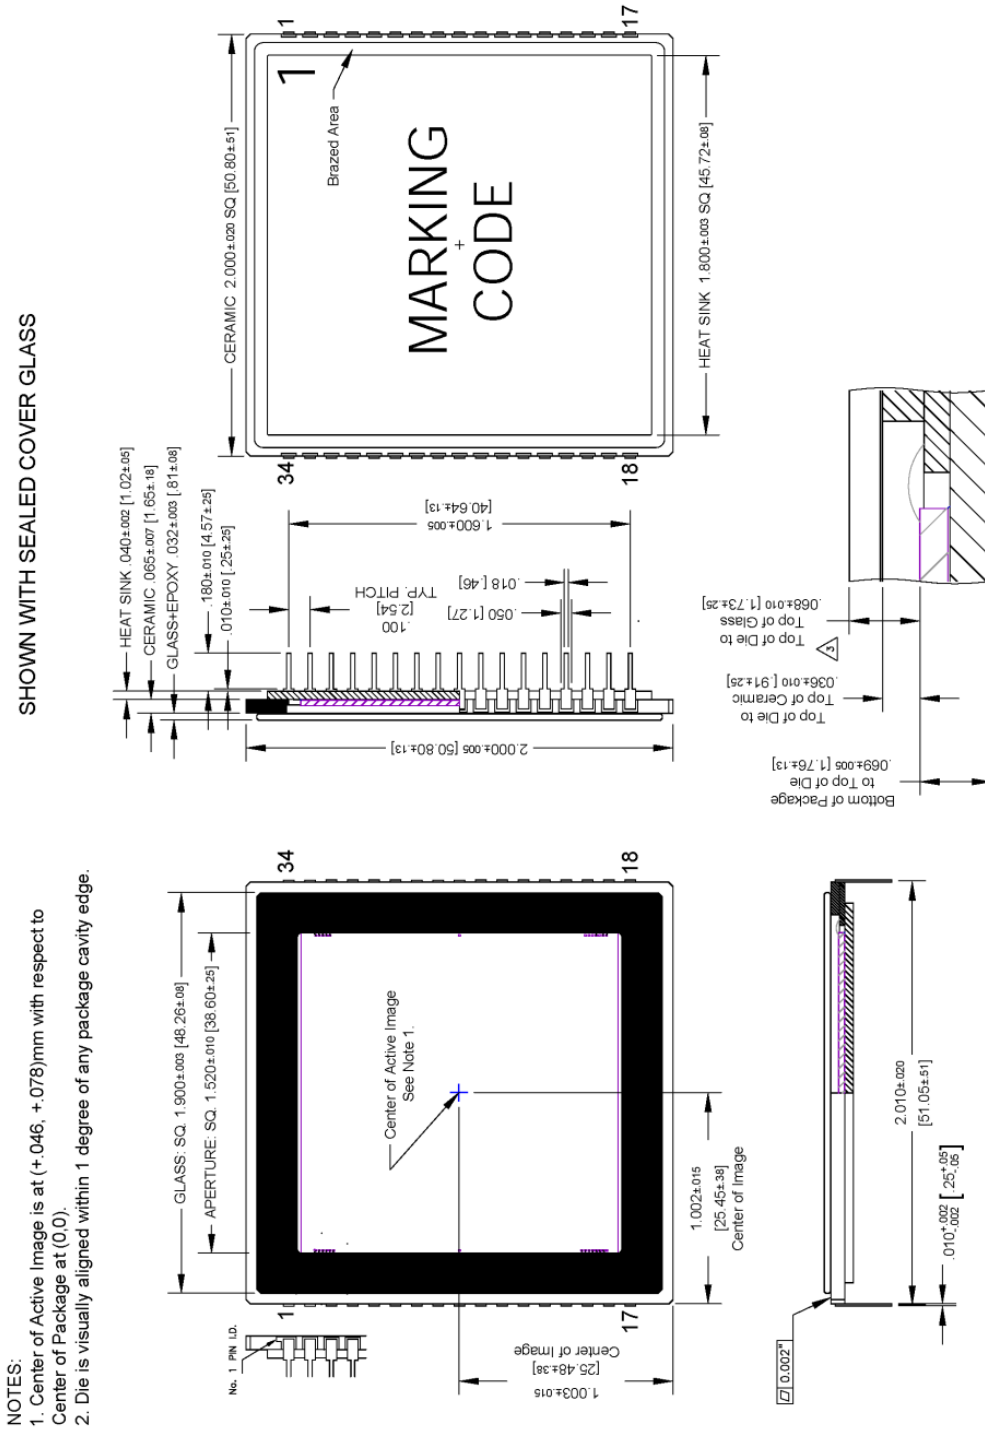 SHOWN WITH SEALED COVER GLASS
HEAT SINK .040±.002 [1.02±.05]
CERAMIC .065±.007 [1.65±.18]
GLASS+EPOXY .032±.003 [.81±.08]
.180±.010 [4.57±.25]
.010±.010 [.25±.25]
1
17
34
18
1
Brazed Area
MARKING
CODE
CERAMIC 2.000±.020 SQ [50.80±.51]
HEAT SINK 1.800±.003 SQ [45.72±.08]
1.600±.005
[40.64±.13]
.100
[2.54]
TYP. PITCH
.018 [.46]
.050 [1.27]
2.000±.005 [50.80±.13]
Top of Die to
Top of Glass
.068±.010 [1.73±.25]
3
Top of Die to
Top of Ceramic
.036±.010 [.91±.25]
Bottom of Package
to Top of Die
.069±.005 [1.76±.13]
NOTES:
1. Center of Active Image is at (+.046, +.078)mm with respect to
Center of Package at (0,0).
2. Die is visually aligned within 1 degree of any package cavity edge.
GLASS: SQ. 1.900±.003 [48.26±.08]
APERTURE: SQ. 1.520±.010 [38.60±.25]
34
18
1
17
Center of Active Image
See Note 1.
No. 1 PIN I.D.
1.002±.015
[25.45±.38]
Center of Image
1.003±.015
[25.48±.38]
Center of Image
2.010±.020
[51.05±.51]
.010+.002-.002 [.25+.05-.05]
0.002"